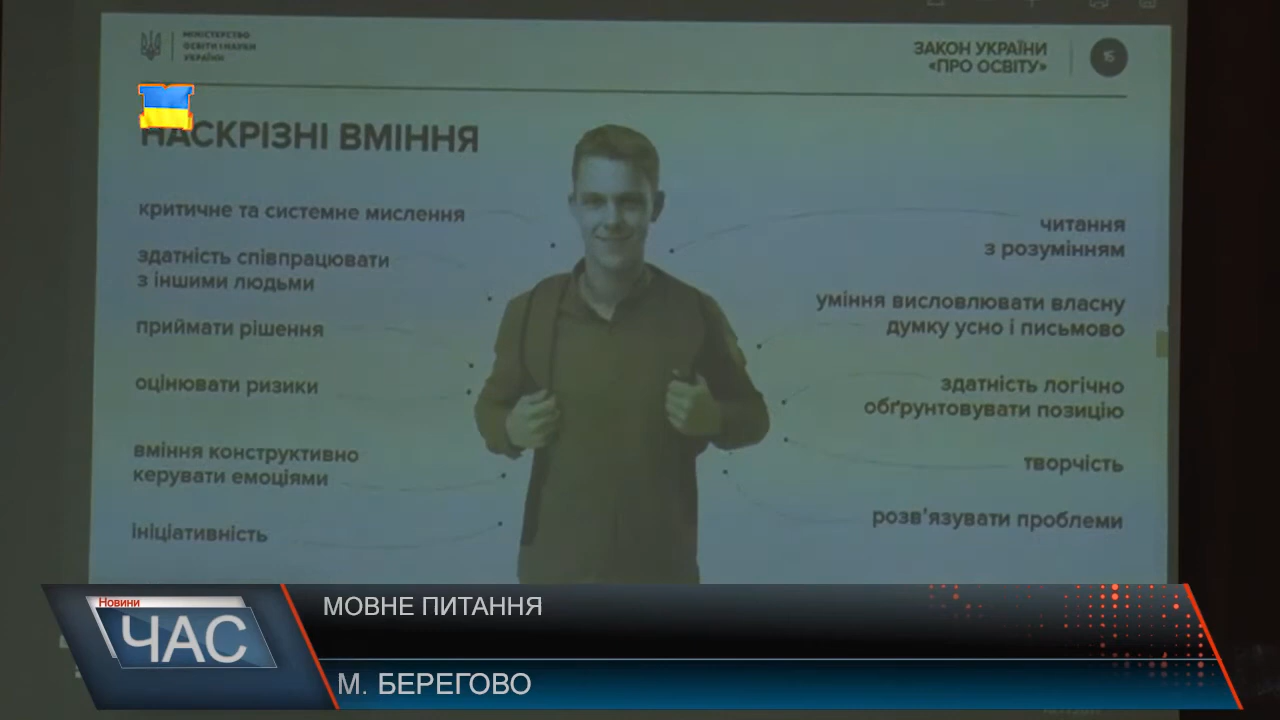 МІНІСТЕРСТВО
ОСВІТИ І НАУКИ
УКРАЇНИ
ЗАКОН УКРАЇНИ
«ПРО ОСВІТУ»
НАСКРІЗНІ ВМІННЯ
критичне та системне мислення
здатність співпрацювати
з іншими людьми
приймати рішення
оцінювати ризики
вміння конструктивно
керувати емоціями
ініціативність
читання
з розумінням
уміння висловлювати власну
думку усно і письмово
здатність логічно
обґрунтовувати позицію
творчість
розв'язувати проблеми
Новини
ЧАС
МОВНЕ ПИТАННЯ
М. БЕРЕГОВО